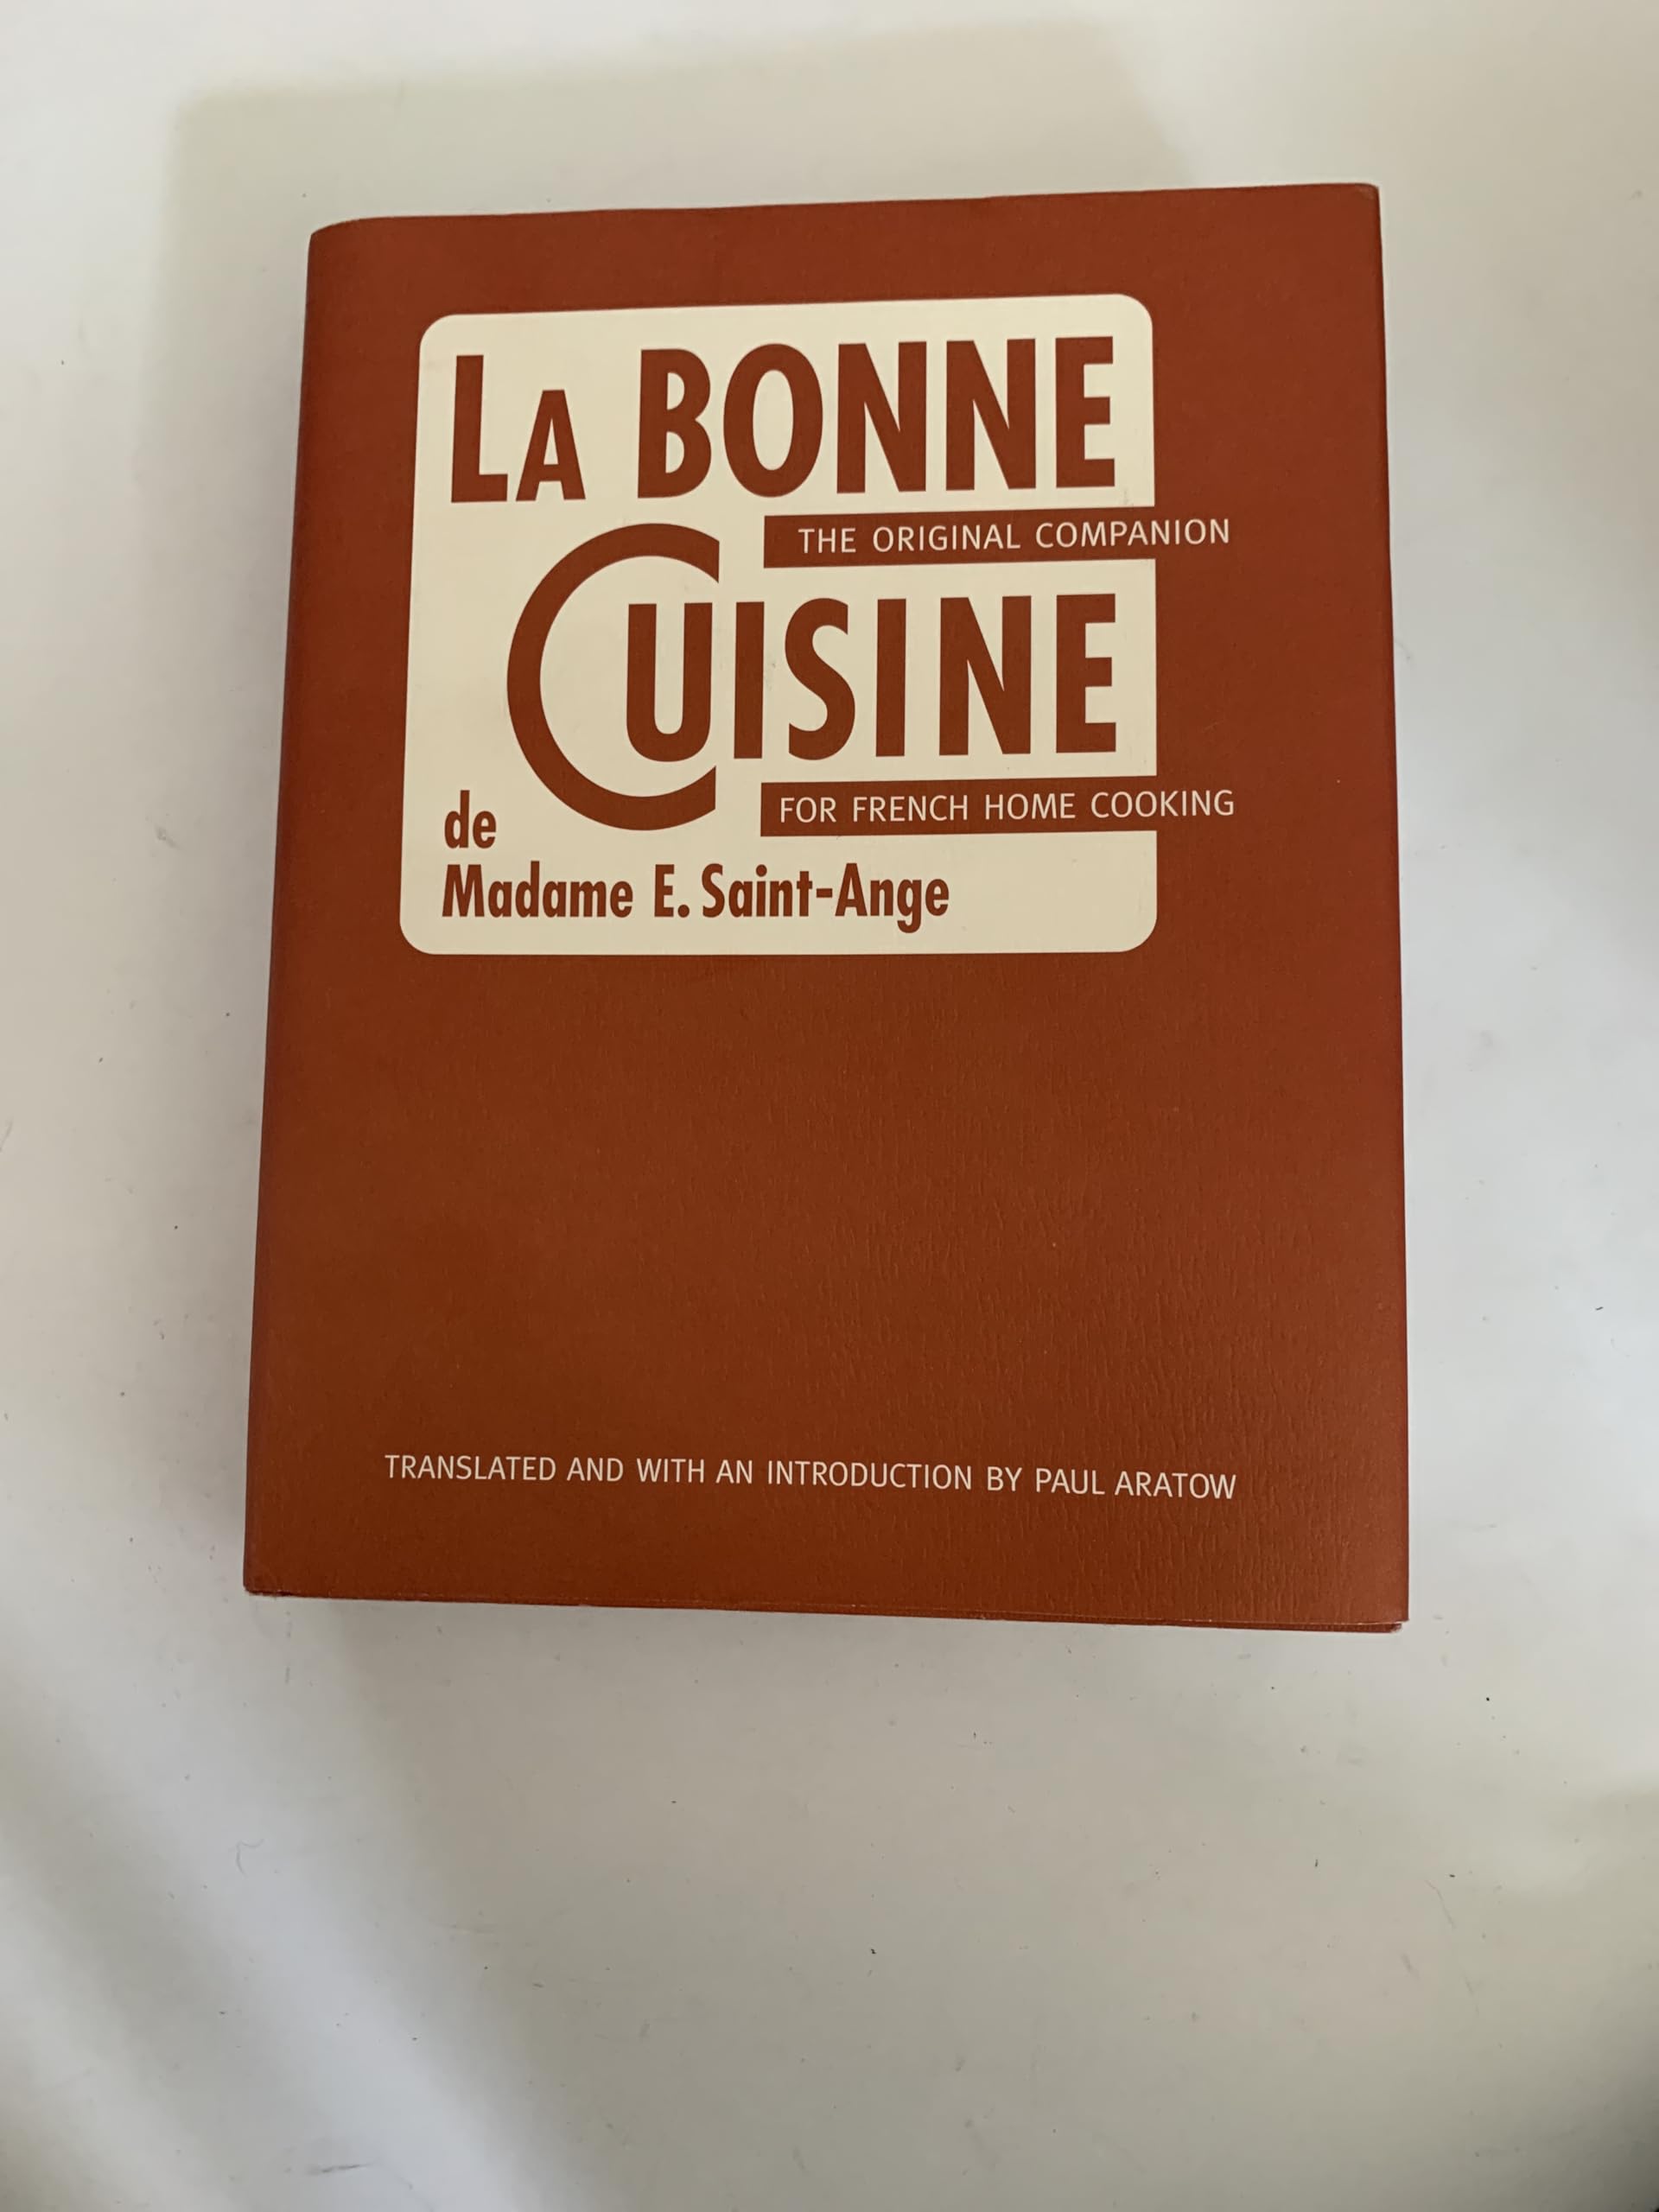 LA BONNE
THE ORIGINAL COMPANION
CUISINE
FOR FRENCH HOME COOKING
de
Madame E. Saint-Ange
TRANSLATED AND WITH AN INTRODUCTION BY PAUL ARATOW